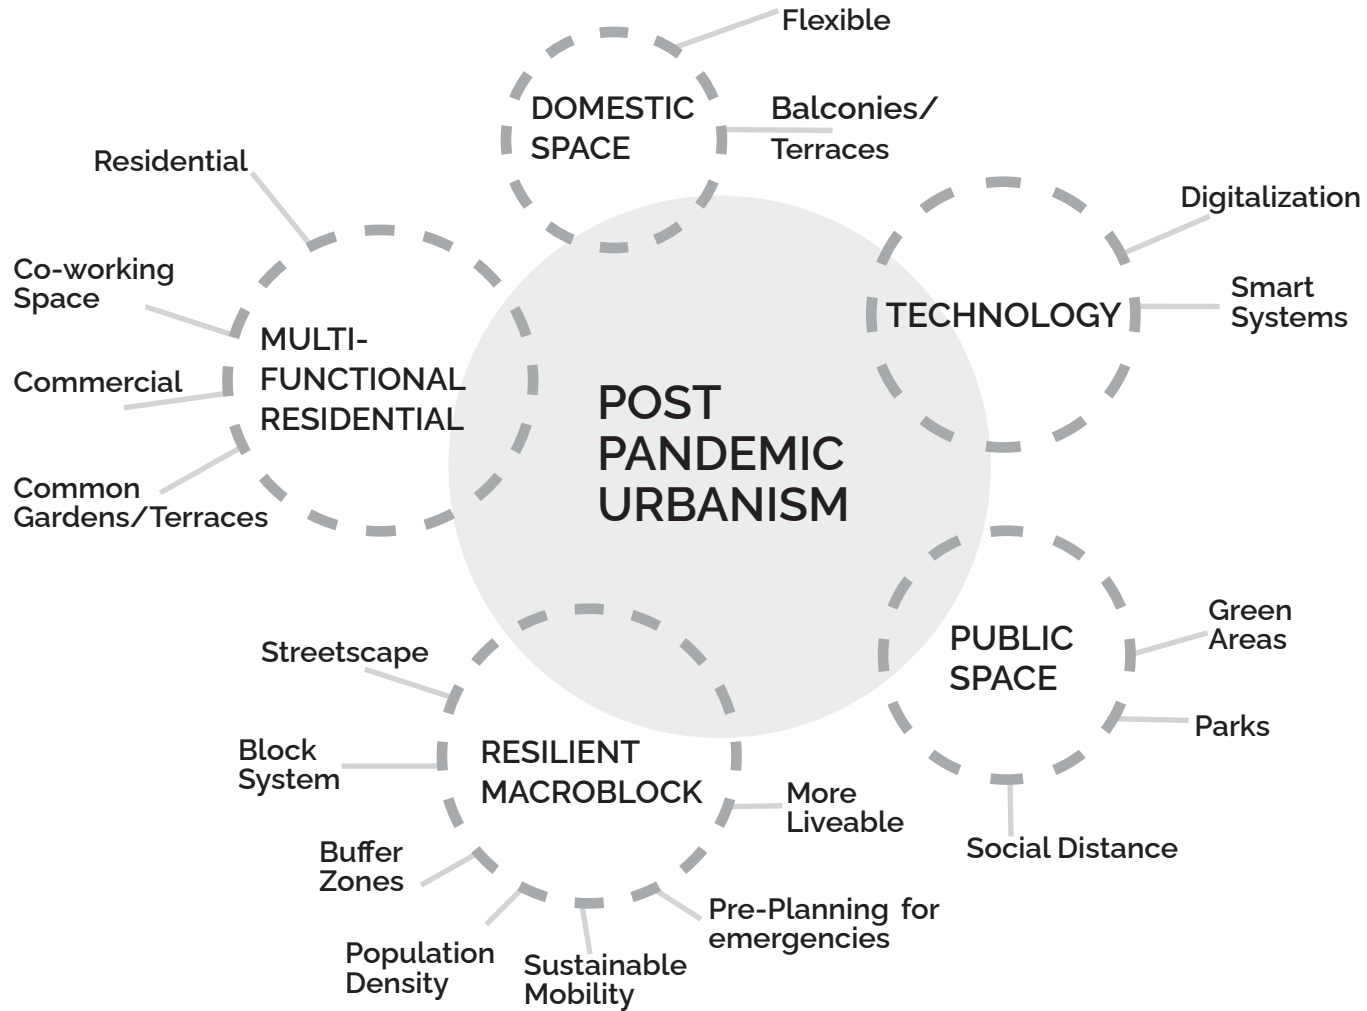 Flexible
DOMESTIC
SPACE
Balconies/
Terraces
Residential
Co-working
Space
MULTI-
FUNCTIONAL
RESIDENTIAL
Commercial
Common
Gardens/Terraces
Digitalization
TECHNOLOGY
Smart
Systems
POST
PANDEMIC
URBANISM
PUBLIC
SPACE
Green
Areas
Parks
Social Distance
Streetscape
Block
System
RESILIENT
MACROBLOCK
More
Liveable
Buffer
Zones
Population
Density
Sustainable
Mobility
Pre-Planning for
emergencies